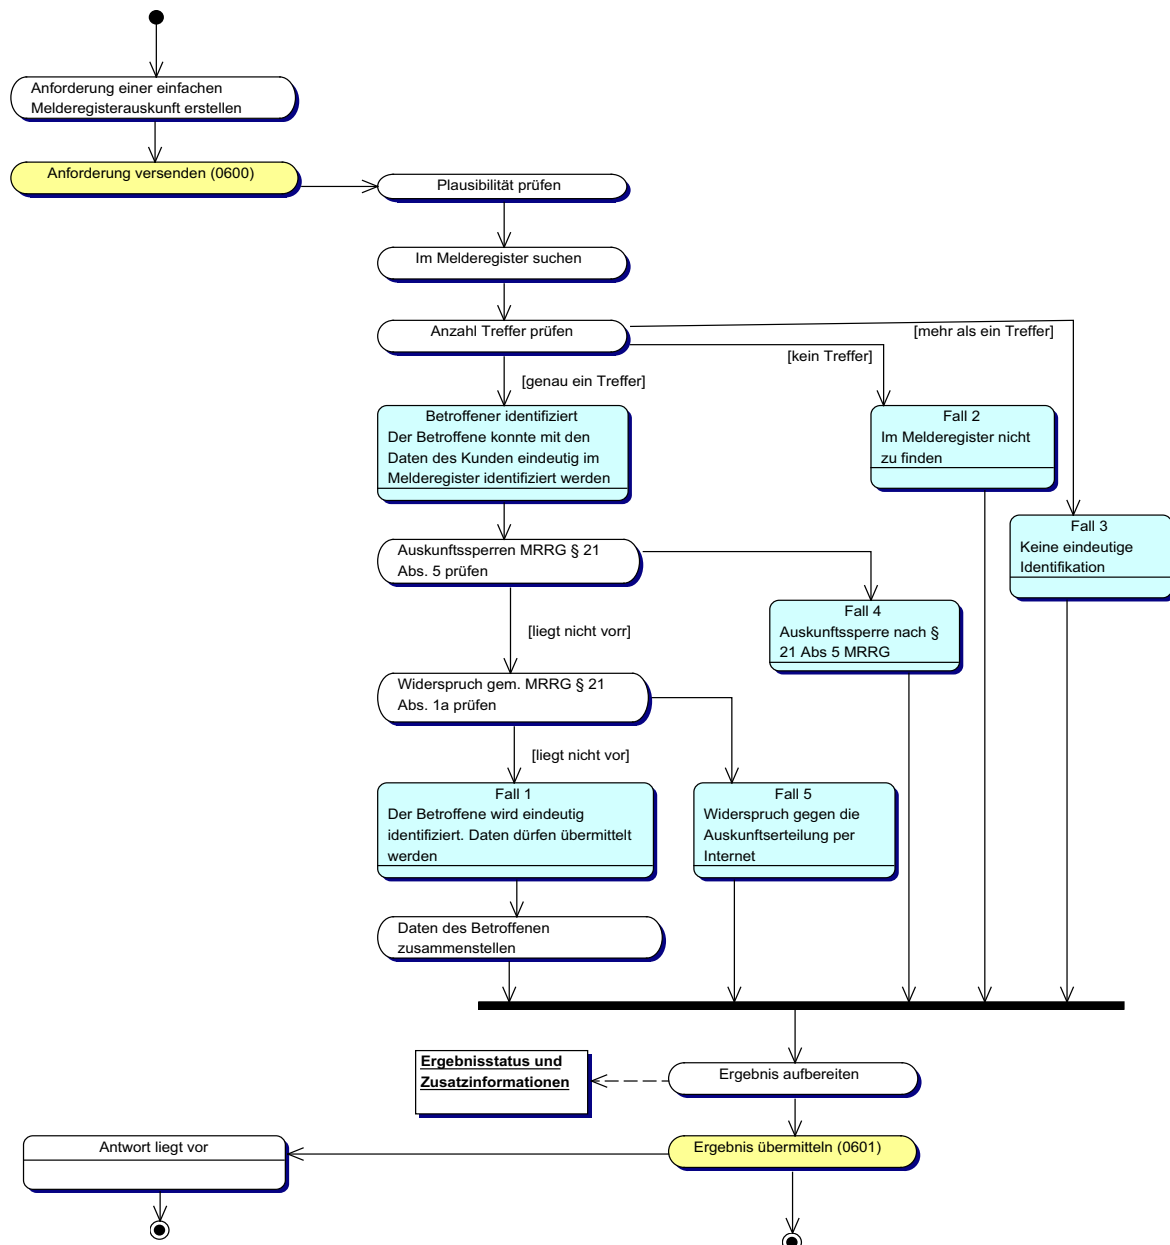 Anforderung einer einfachen
Melderegisterauskunft erstellen
Anforderung versenden (0600)
Plausibilität prüfen
Im Melderegister suchen
Anzahl Treffer prüfen
[mehr als ein Treffer]
[kein Treffer]
[genau ein Treffer]
Betroffener identifiziert
Der Betroffene konnte mit den
Daten des Kunden eindeutig im
Melderegister identifiziert werden
Fall 2
Im Melderegister nicht
zu finden
Fall 3
Keine eindeutige
Identifikation
Auskunftssperren MRRG § 21
Abs. 5 prüfen
Fall 4
Auskunftssperre nach §
21 Abs 5 MRRG
[liegt nicht vorr]
Widerspruch gem. MRRG § 21
Abs. 1a prüfen
[liegt nicht vor]
Fall 1
Der Betroffene wird eindeutig
identifiziert. Daten dürfen übermittelt
werden
Fall 5
Widerspruch gegen die
Auskunftserteilung per
Internet
Daten des Betroffenen
zusammenstellen
Ergebnisstatus und
Zusatzinformationen
Ergebnis aufbereiten
Antwort liegt vor
Ergebnis übermitteln (0601)